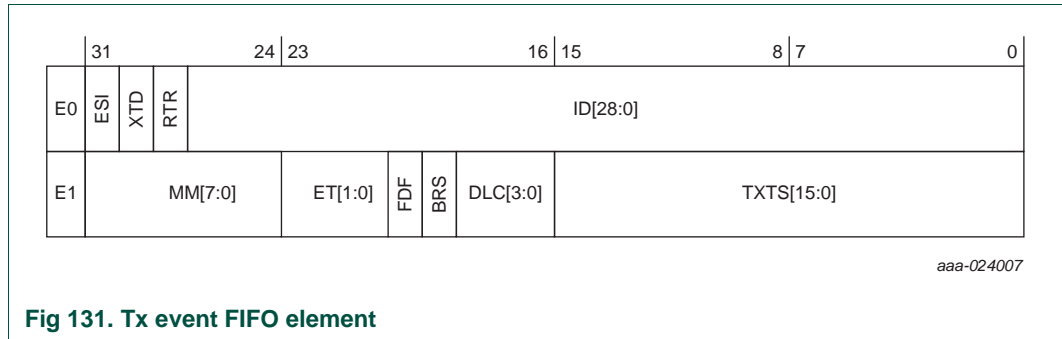 31 24 23 16 15 8 7 0
E0 ESI XTD RTR ID[28:0]
E1 MM[7:0] ET[1:0] FDF BRS DLC[3:0] TXTS[15:0]
aaa-024007
Fig 131. Tx event FIFO element